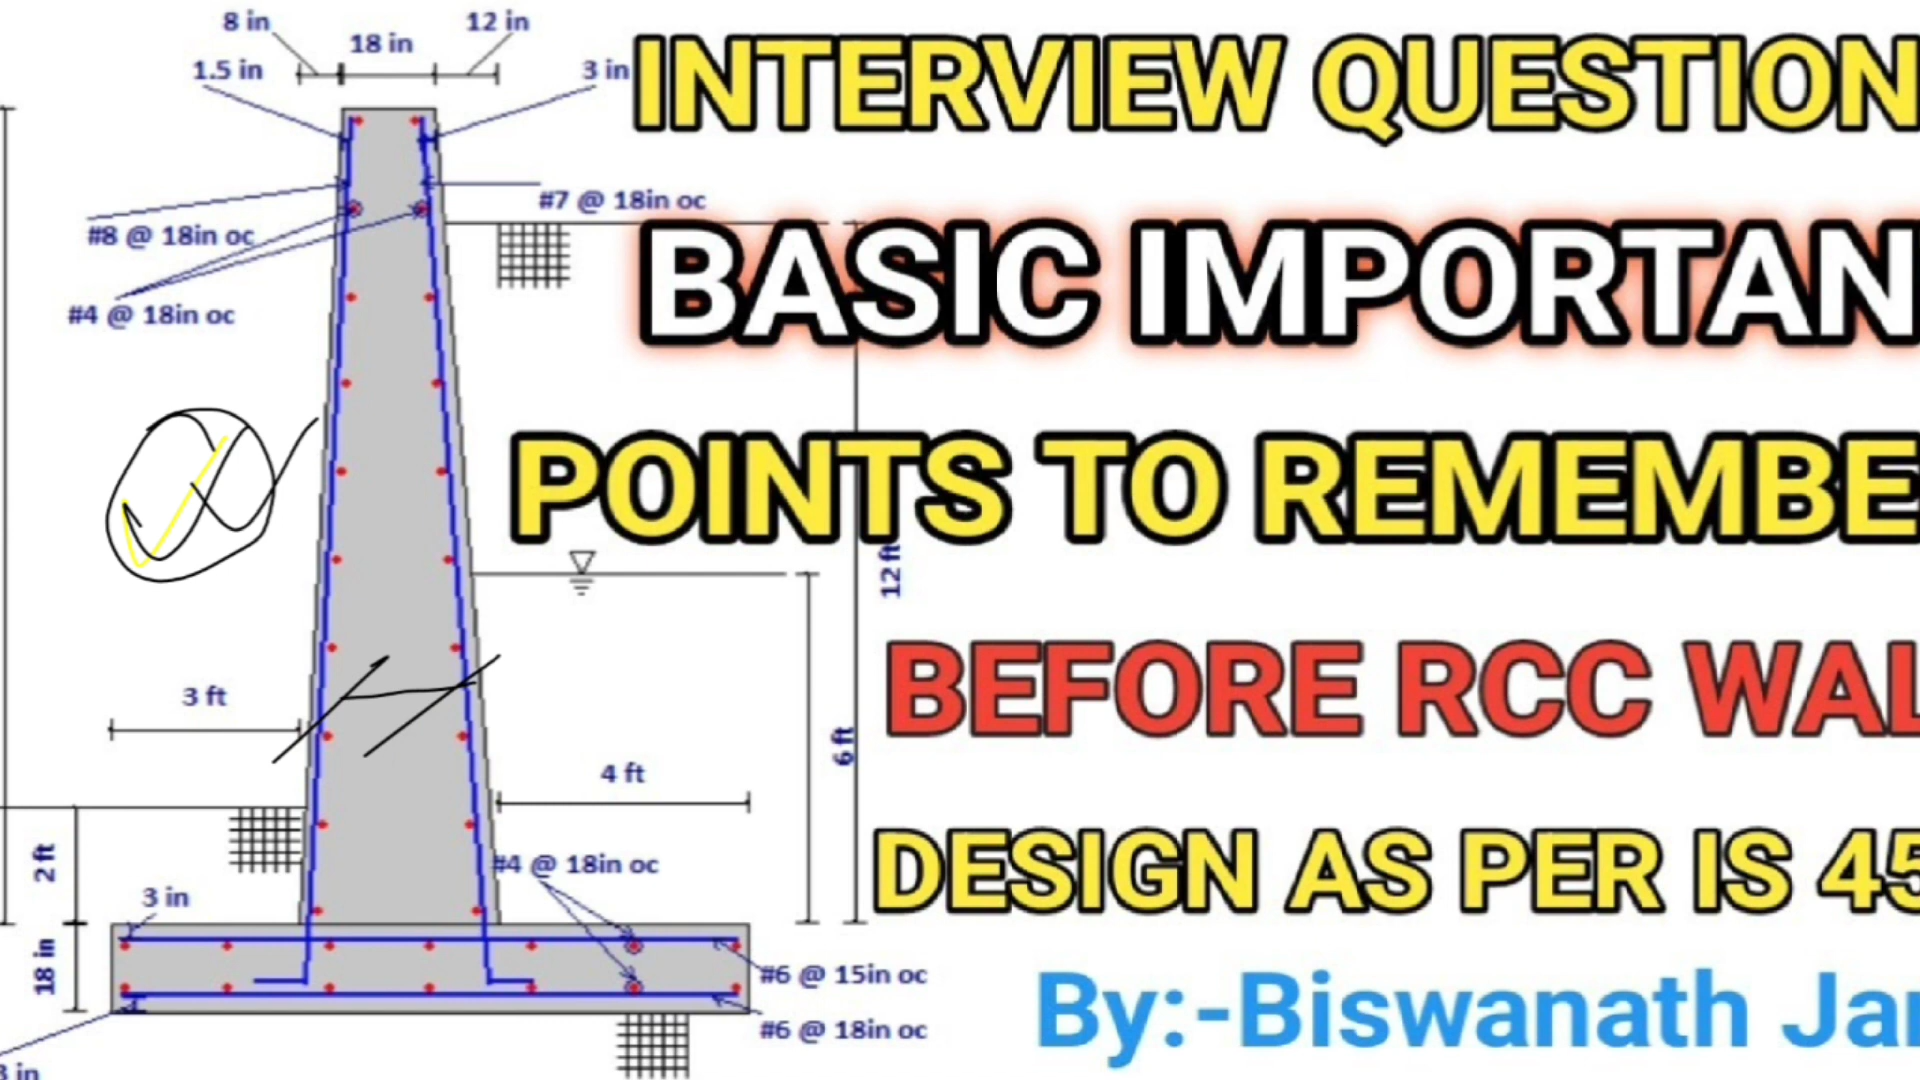 8 in
18 in
12 in
1.5 in
3 in
INTERVIEW QUESTION
#7 @ 18in oc
#8 @ 18in oc
BASIC IMPORTAN
#4 @ 18in oc
POINTS TO REMEMBE
12 ft
BEFORE RCC WAL
3 ft
6 ft
4 ft
DESIGN AS PER IS 45
#4 @ 18in oc
2 ft
3 in
18 in
#6 @ 15in oc
By:-Biswanath Jan
#6 @ 18in oc
3 in